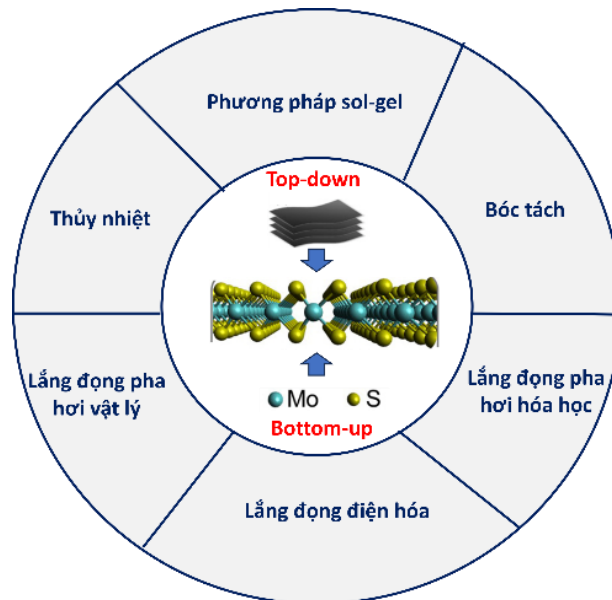 Phương pháp sol-gel
Top-down
Thủy nhiệt
Bóc tách
Lắng đọng pha
hơi vật lý
Lắng đọng pha
hơi hóa học
Mo
S
Bottom-up
Lắng đọng điện hóa